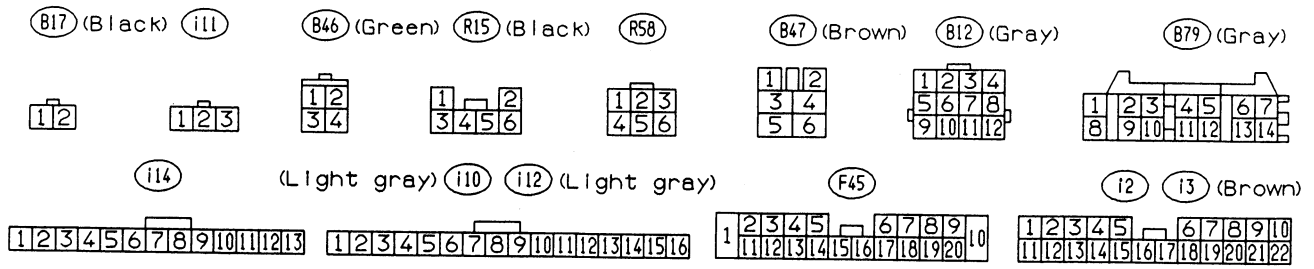 B17 (Black) i11 B46 (Green) R15 (Black) R58 B47 (Brown) B12 (Gray) B79 (Gray)
1 2
1 2 3
1 2
3 4
1 2
3 4 5 6
1 2 3
4 5 6
1 2
3 4
5 6
1 2 3 4
5 6 7 8
9 10 11 12
1 2 3 4 5 6 7
8 9 10 11 12 13 14
i14 (Light gray) i10 i12 (Light gray) F45 i2 i3 (Brown)
1 2 3 4 5 6 7 8 9 10 11 12 13
1 2 3 4 5 6 7 8 9 10 11 12 13 14 15 16
1 2 3 4 5 6 7 8 9 10
11 12 13 14 15 16 17 18 19 20
1 2 3 4 5 6 7 8 9 10
11 12 13 14 15 16 17 18 19 20 21 22